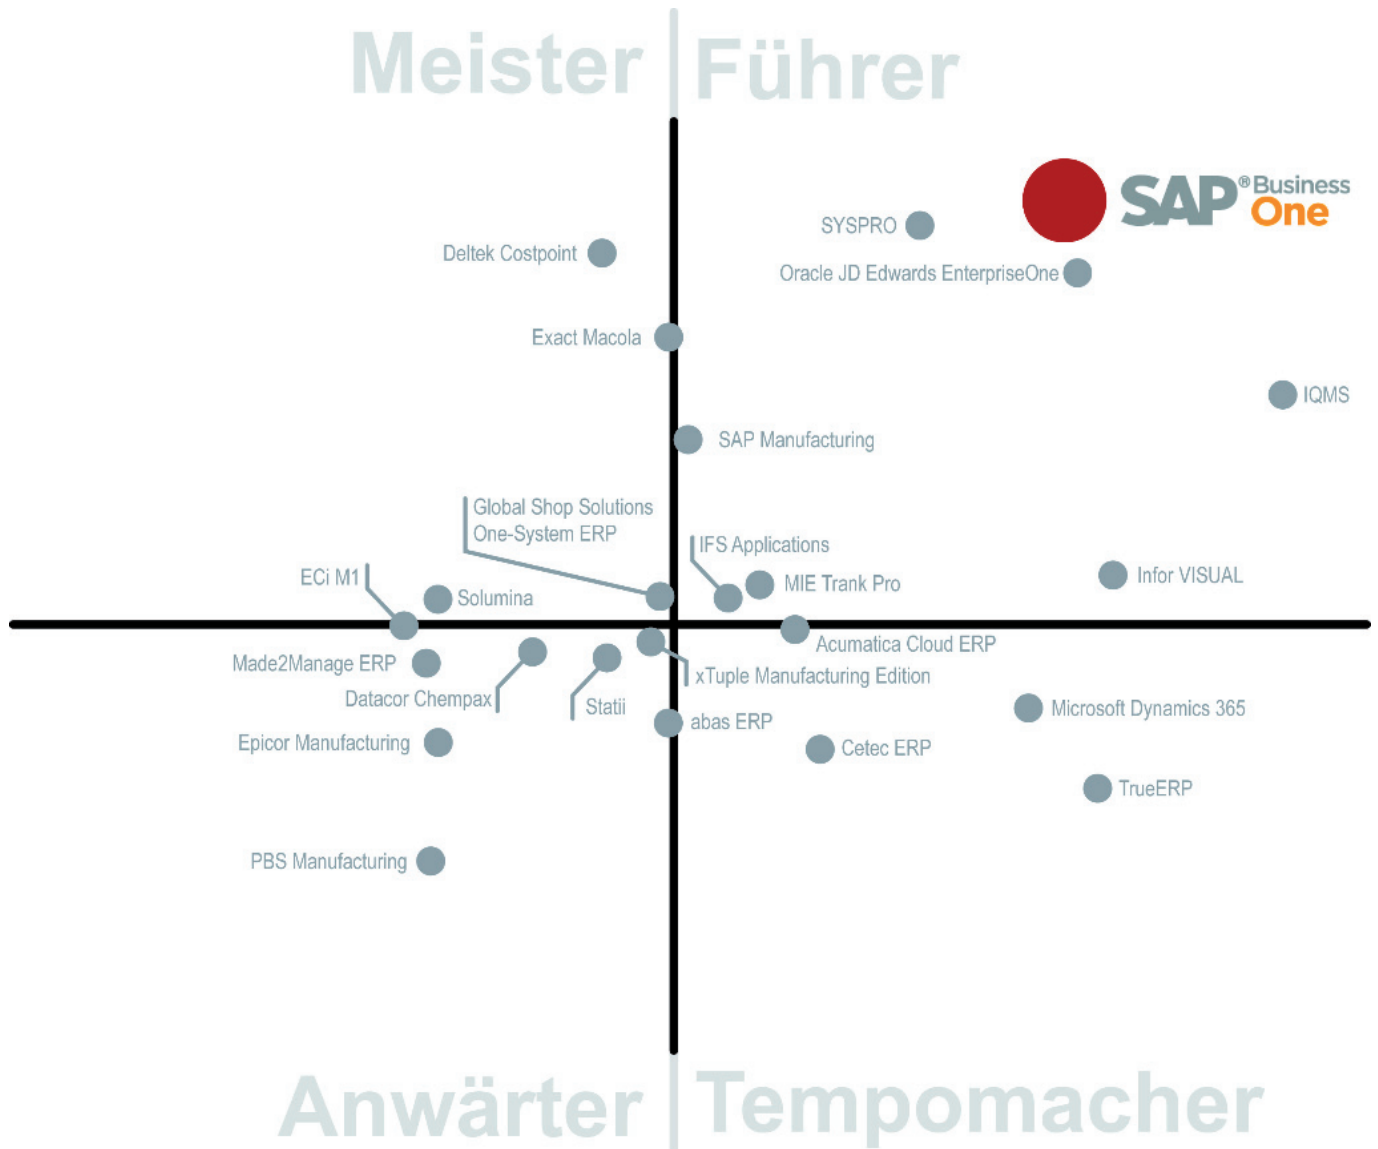 Meister
Führer
SAP® Business One
SYSPRO
Deltek Costpoint
Oracle JD Edwards EnterpriseOne
Exact Macola
IQMS
SAP Manufacturing
Global Shop Solutions
One-System ERP
IFS Applications
ECi M1
MIE Trank Pro
Infor VISUAL
Solumina
Acumatica Cloud ERP
Made2Manage ERP
xTuple Manufacturing Edition
Datacor Chempax
Statii
Microsoft Dynamics 365
abas ERP
Epicor Manufacturing
Cetec ERP
TrueERP
PBS Manufacturing
Anwärter
Tempomacher